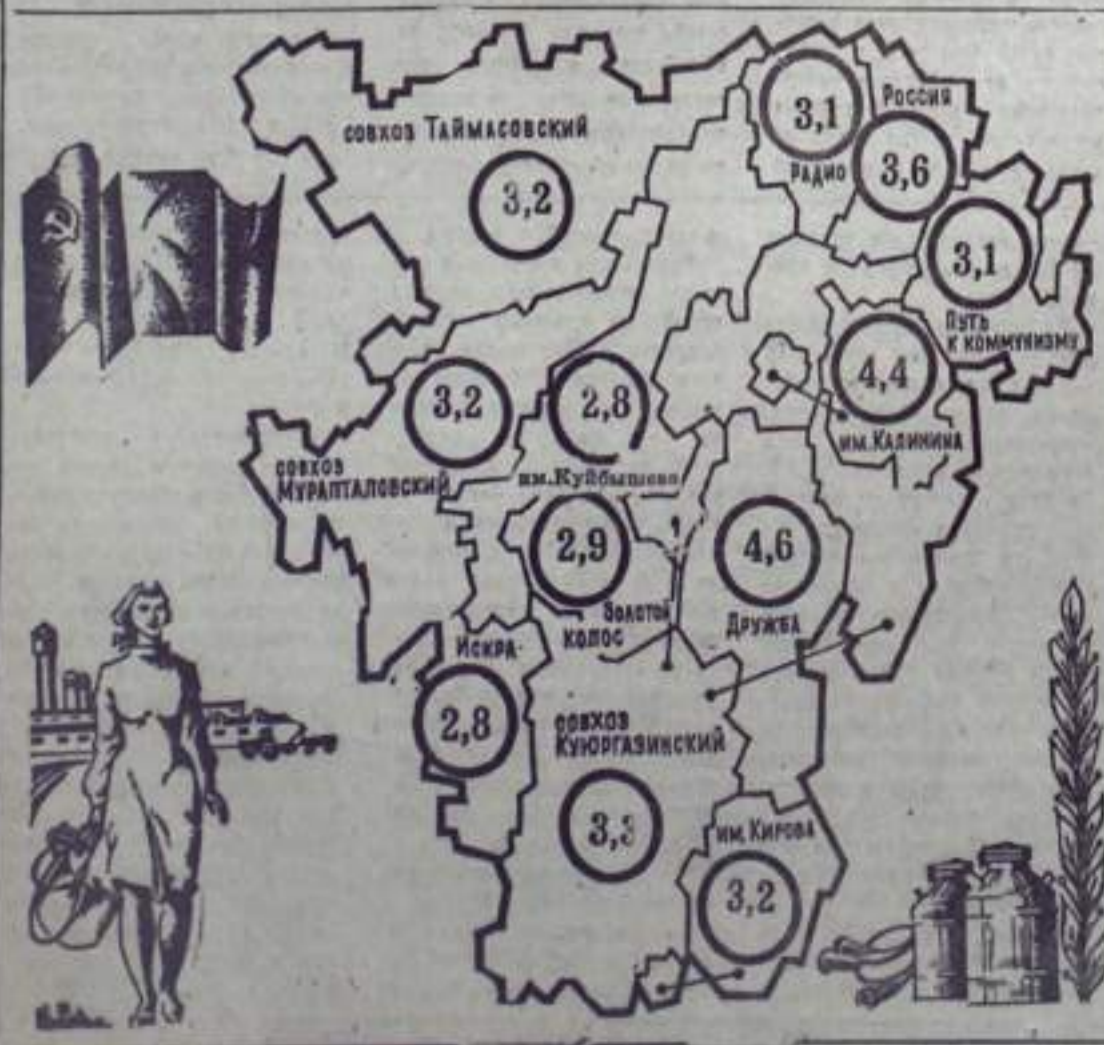 3,1
РОССИЯ
СОВХОЗ ТАЙМАСОВСКИЙ
РАДИО
3,6
3,2
3,1
ПУТЬ
К КОММУНИЗМУ
4,4
3,2
2,8
ИМ. КАЛИНИНА
СОВХОЗ
МУРАПТАЛОВСКИЙ
им. Куйбышева
2,9
4,6
ЗОЛОТОЙ
КОЛОС
ДРУЖБА
ИСКРА
2,8
СОВХОЗ
КУЮРГАЗИНСКИЙ
3,3
ИМ. КИРОВА
3,2